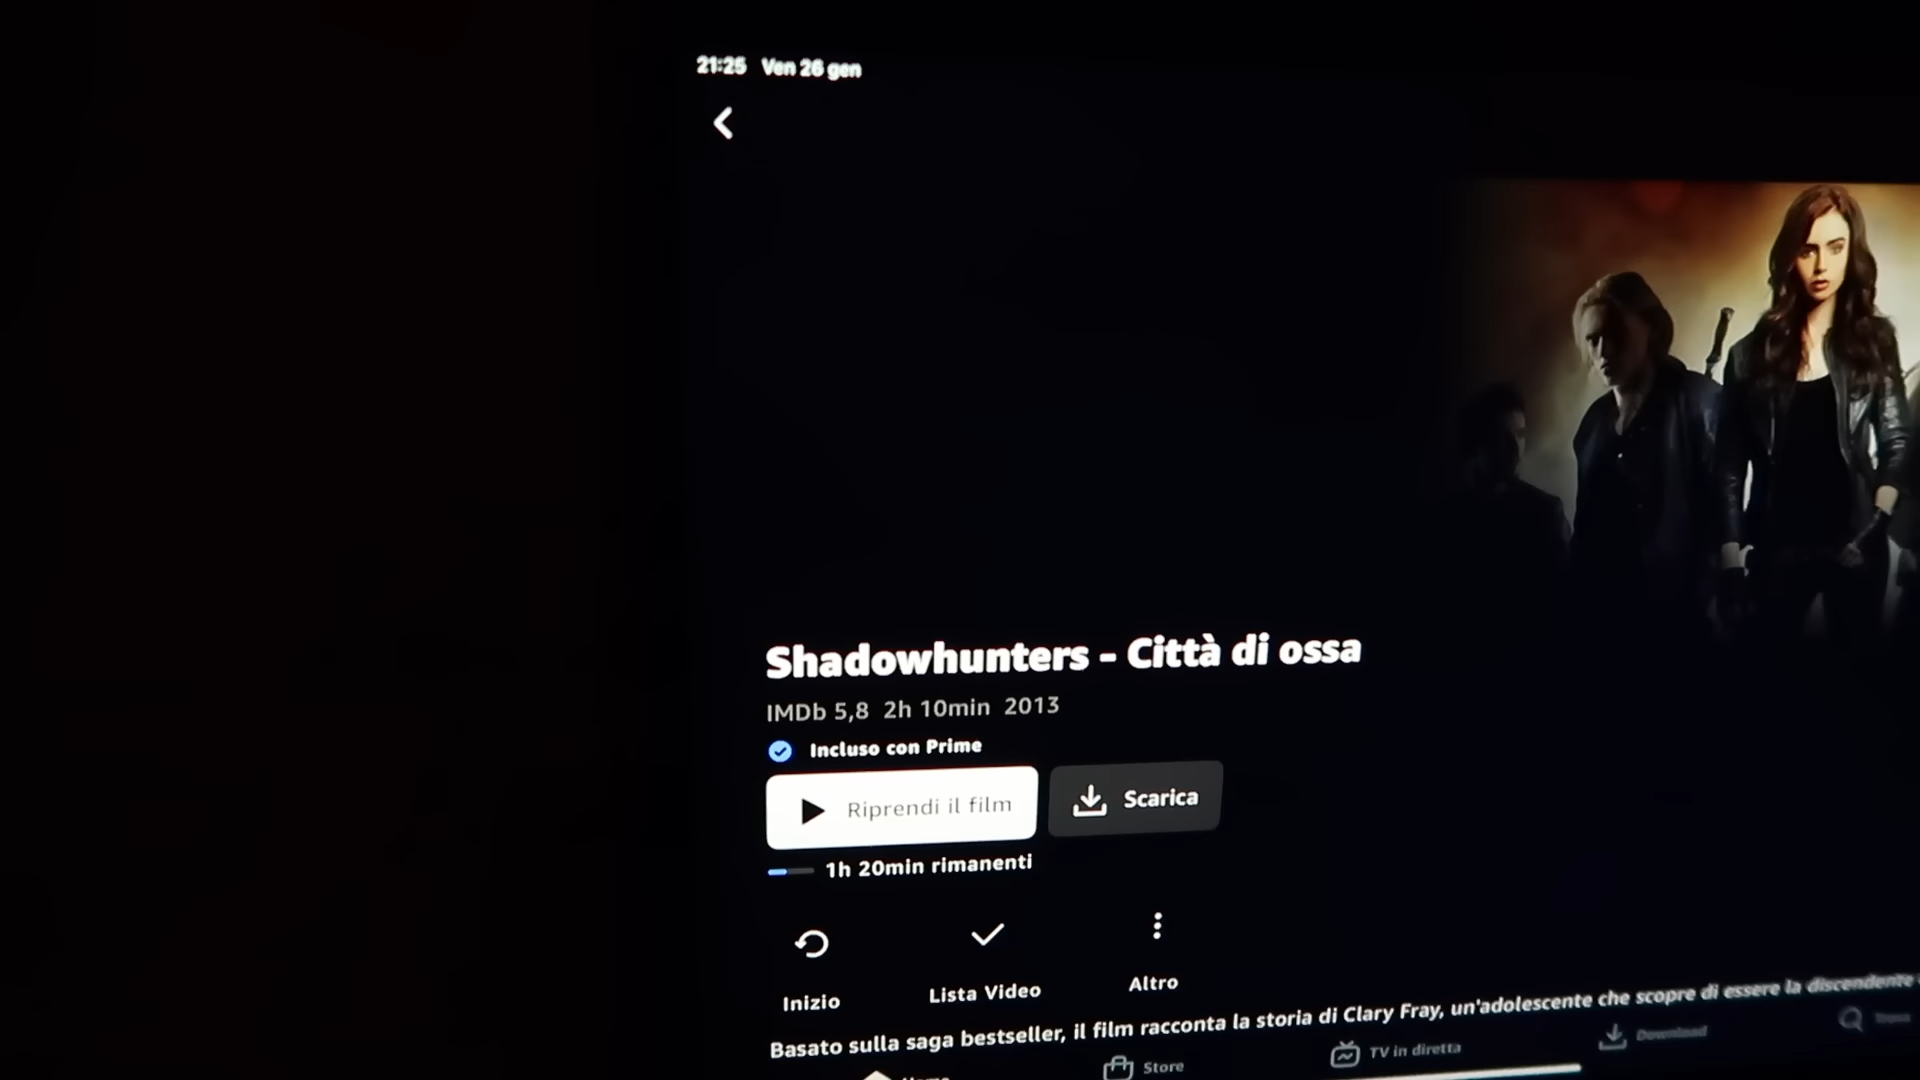 21:25 Ven 26 gen
Shadowhunters - Città di ossa
IMDb 5,8 2h 10min 2013
Incluso con Prime
Riprendi il film
Scarica
1h 20min rimanenti
Inizio
Lista Video
Altro
Basato sulla saga bestseller, il film racconta la storia di Clary Fray, un'adolescente che scopre di essere la discendente
Store
TV in diretta
Download